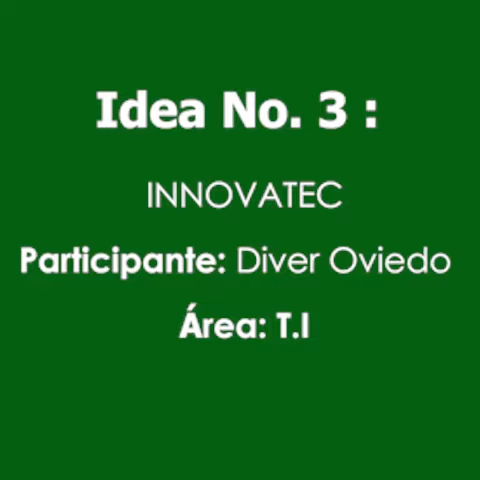 Idea No. 3 :
INNOVATEC
Participante: Diver Oviedo
Área: T.I